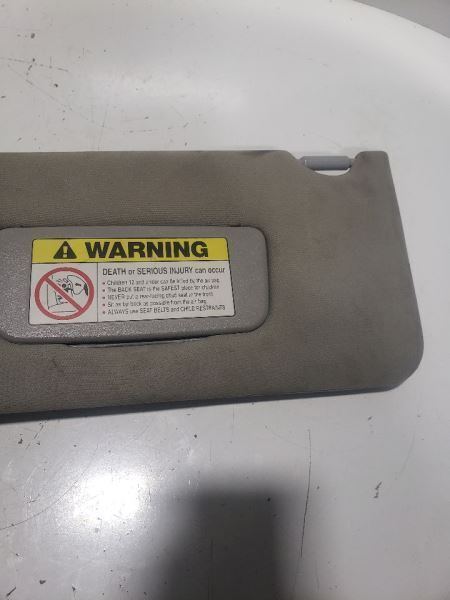 WARNING
DEATH or SERIOUS INJURY can occur
• Children 12 and under can be killed by the air bag.
• The BACK SEAT is the SAFEST place for children.
• NEVER put a rear-facing child seat in the front.
• Sit as far back as possible from the air bag.
• ALWAYS use SEAT BELTS and CHILD RESTRAINTS.